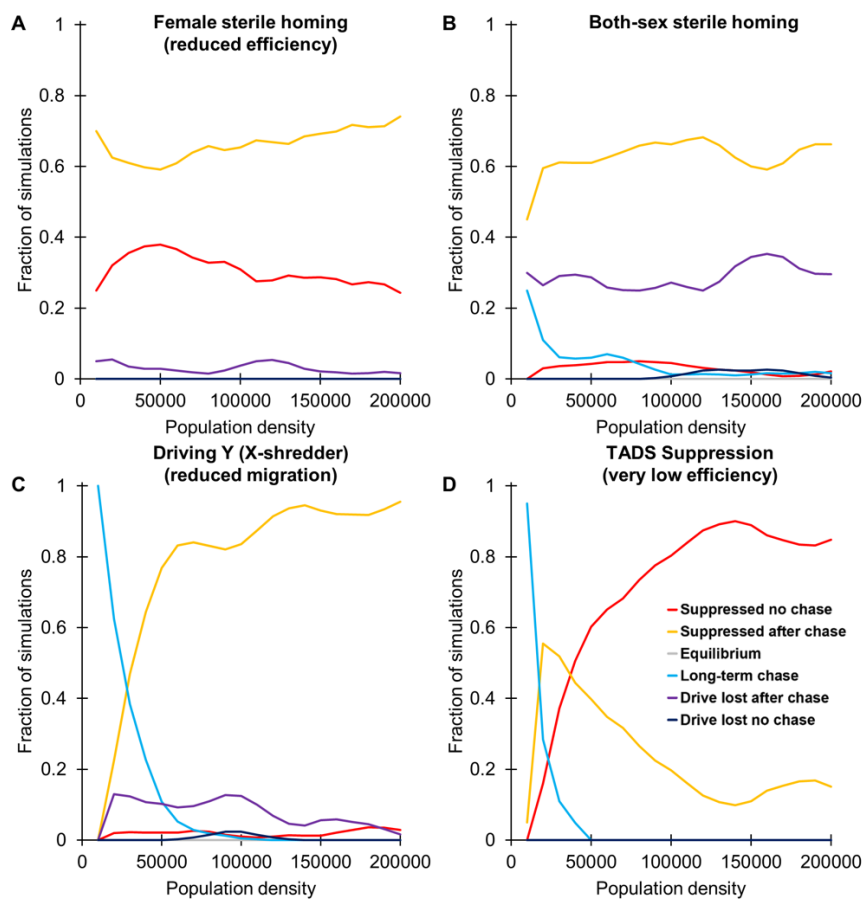 A
Female sterile homing
(reduced efficiency)
1
0.8
0.6
0.4
0.2
0
Fraction of simulations
0 50000 100000 150000 200000
Population density
B
Both-sex sterile homing
1
0.8
0.6
0.4
0.2
0
Fraction of simulations
0 50000 100000 150000 200000
Population density
C
Driving Y (X-shredder)
(reduced migration)
1
0.8
0.6
0.4
0.2
0
Fraction of simulations
0 50000 100000 150000 200000
Population density
D
TADS Suppression
(very low efficiency)
1
0.8
0.6
0.4
0.2
0
Fraction of simulations
Suppressed no chase
Suppressed after chase
Equilibrium
Long-term chase
Drive lost after chase
Drive lost no chase
0 50000 100000 150000 200000
Population density